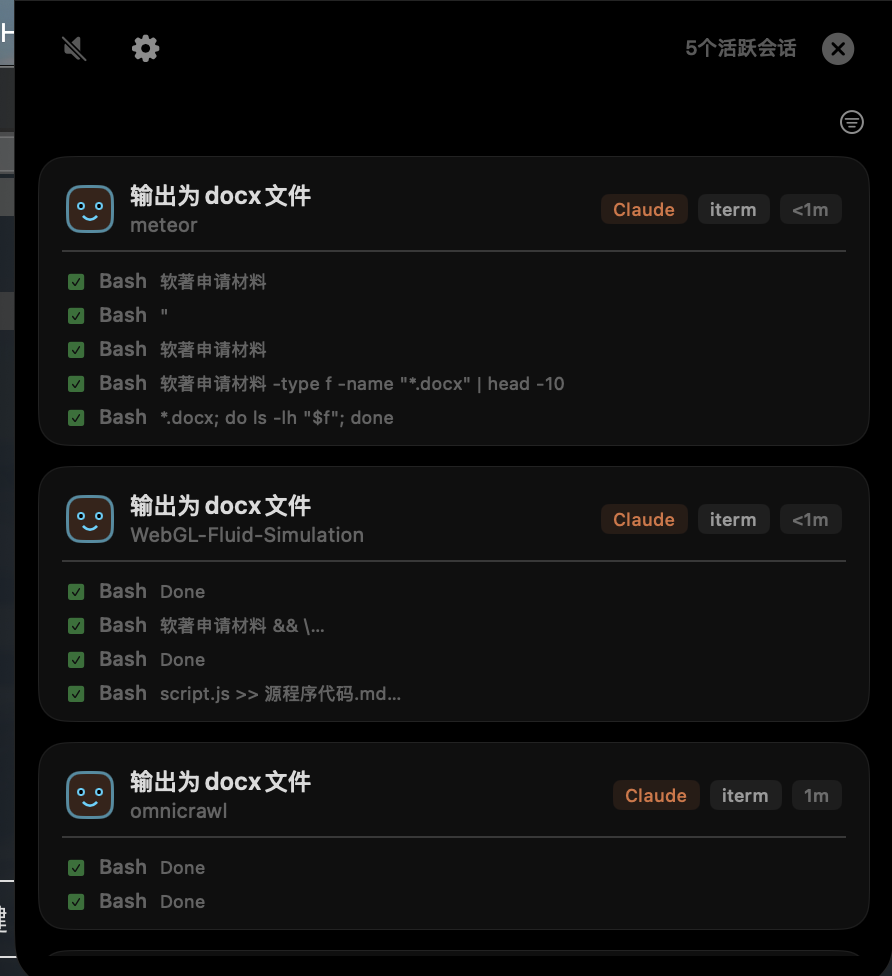 5个活跃会话
输出为 docx 文件
meteor
Claude iterm <1m
Bash 软著申请材料
Bash "
Bash 软著申请材料
Bash 软著申请材料 -type f -name "*.docx" | head -10
Bash *.docx; do ls -lh "$f"; done
输出为 docx 文件
WebGL-Fluid-Simulation
Claude iterm <1m
Bash Done
Bash 软著申请材料 && \...
Bash Done
Bash script.js >> 源程序代码.md...
输出为 docx 文件
omnicrawl
Claude iterm 1m
Bash Done
Bash Done